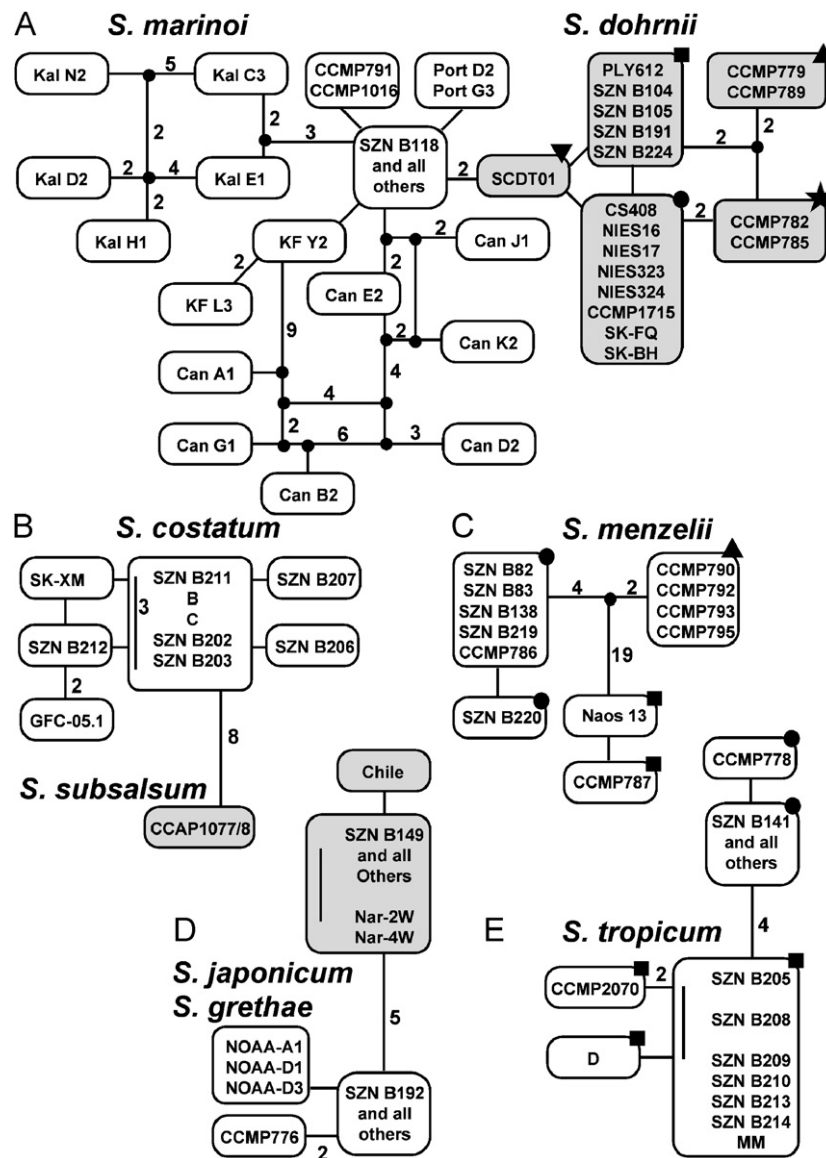 A
S. marinoi
S. dohrnii
Kal N2
5
Kal C3
CCMP791
CCMP1016
Port D2
Port G3
PLY612
SZN B104
SZN B105
SZN B191
SZN B224
CCMP779
CCMP789
2
2
3
2
2
SZN B118
and all
others
2
SCDT01
Kal D2
2
4
Kal E1
2
Kal H1
CS408
NIES16
NIES17
NIES323
NIES324
CCMP1715
SK-FQ
SK-BH
2
CCMP782
CCMP785
KF Y2
2
Can J1
2
2
Can E2
KF L3
9
2
Can K2
Can A1
4
4
2
Can G1
6
3
Can D2
Can B2
B
S. costatum
SK-XM
SZN B211
B
C
SZN B202
SZN B203
3
SZN B207
SZN B212
SZN B206
2
GFC-05.1
8
S. subsalsum
CCAP1077/8
C
S. menzelii
SZN B82
SZN B83
SZN B138
SZN B219
CCMP786
4
2
CCMP790
CCMP792
CCMP793
CCMP795
19
SZN B220
Naos 13
CCMP787
D
Chile
SZN B149
and all
Others
Nar-2W
Nar-4W
S. japonicum
S. grethae
5
NOAA-A1
NOAA-D1
NOAA-D3
SZN B192
and all
others
CCMP776
2
CCMP778
SZN B141
and all
others
E
4
S. tropicum
CCMP2070
2
SZN B205
SZN B208
D
SZN B209
SZN B210
SZN B213
SZN B214
MM